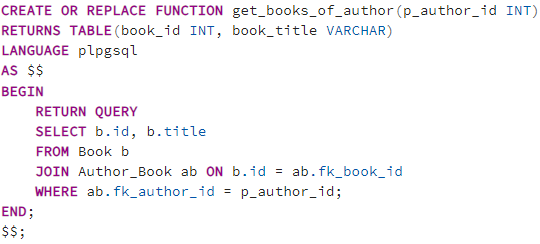 CREATE OR REPLACE FUNCTION get_books_of_author(p_author_id INT)
RETURNS TABLE(book_id INT, book_title VARCHAR)
LANGUAGE plpgsql
AS $$
BEGIN
    RETURN QUERY
    SELECT b.id, b.title
    FROM Book b
    JOIN Author_Book ab ON b.id = ab.fk_book_id
    WHERE ab.fk_author_id = p_author_id;
END;
$$;